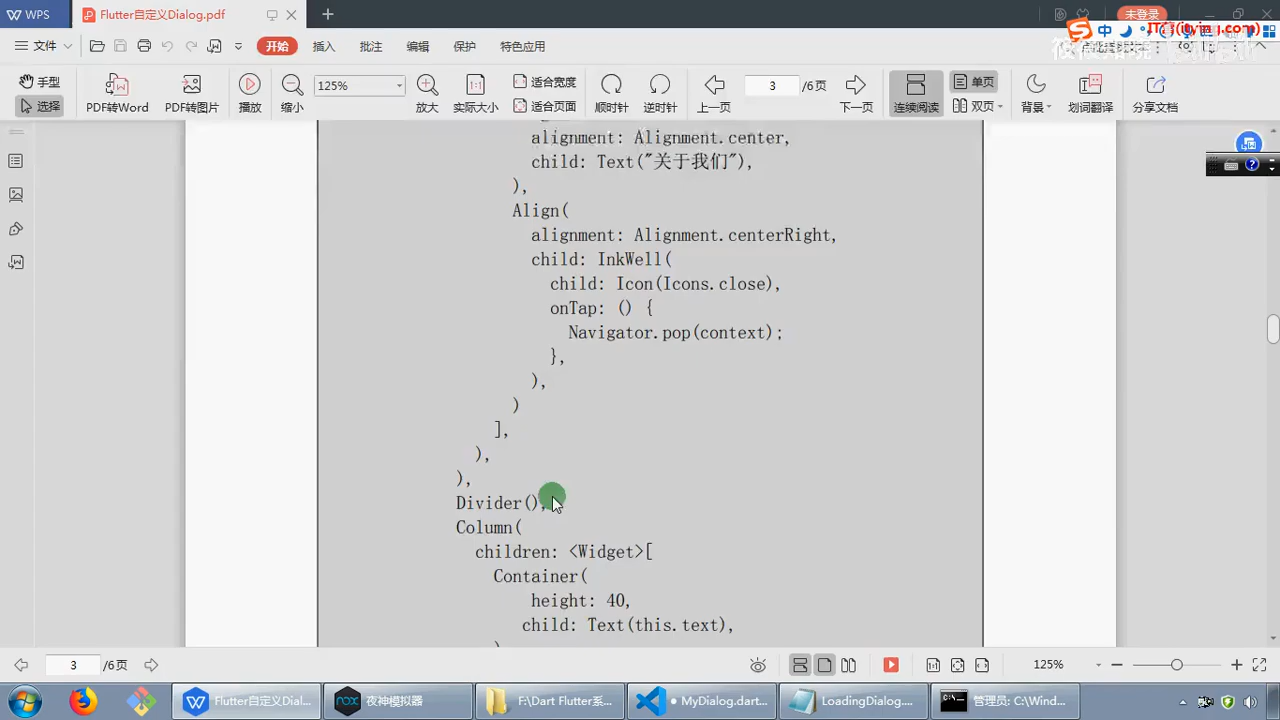 WPS
Flutter自定义Dialog.pdf
未登录
JT营(itying.com)
中
文件
开始
插入
批注
编辑
保护
特色应用
手型
选择
PDF转Word
PDF转图片
播放
缩小
125%
放大
实际大小
适合宽度
适合页面
顺时针
逆时针
上一页
3
/6页
下一页
连续阅读
单页
双页
背景
划词翻译
分享文档
alignment: Alignment.center,
child: Text("关于我们"),
),
Align(
alignment: Alignment.centerRight,
child: InkWell(
child: Icon(Icons.close),
onTap: () {
Navigator.pop(context);
},
),
)
],
),
),
Divider(),
Column(
children: <Widget>[
Container(
height: 40,
child: Text(this.text),
3
/6页
125%
Flutter自定义Dial...
夜神模拟器
F:\Dart Flutter系...
● MyDialog.dart...
LoadingDialog....
管理员: C:\Wind...